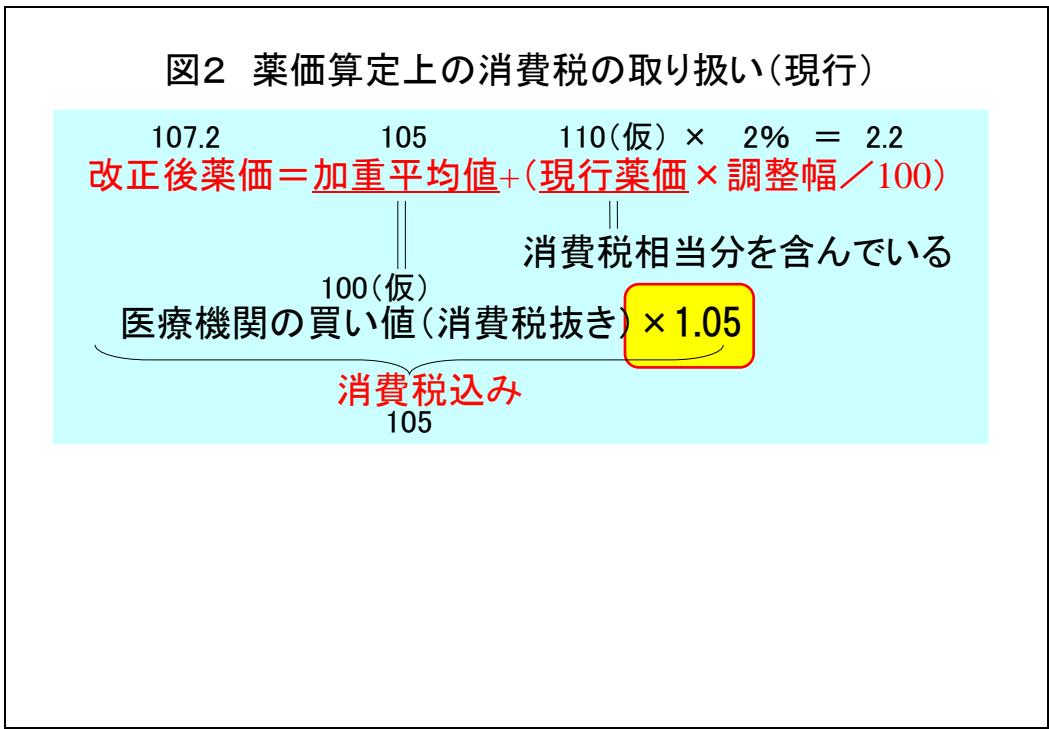 図２　薬価算定上の消費税の取り扱い（現行）
107.2　105　110（仮）　×　2％　＝　2.2
改正後薬価＝加重平均値+（現行薬価×調整幅／100）
消費税相当分を含んでいる
100（仮）
医療機関の買い値（消費税抜き）×1.05
消費税込み
105